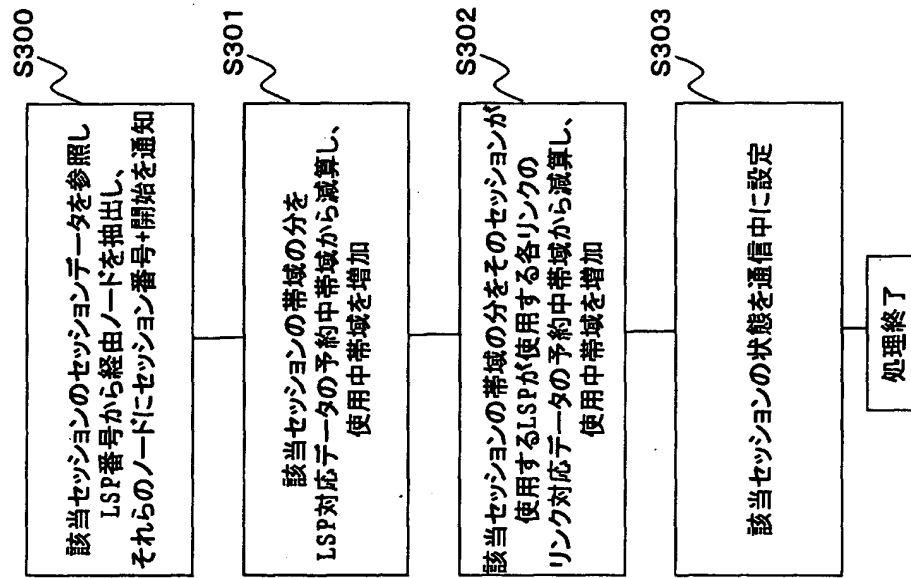 S300
該当セッションのセッションデータを参照し
LSP番号から経由ノードを抽出し、
それらのノードにセッション番号+開始を通知
S301
該当セッションの帯域の分を
LSP対応データの予約中帯域から減算し、
使用中帯域を増加
S302
該当セッションの帯域の分をそのセッションが
使用するLSPが使用する各リンクの
リンク対応データの予約中帯域から減算し、
使用中帯域を増加
S303
該当セッションの状態を通信中に設定
処理終了